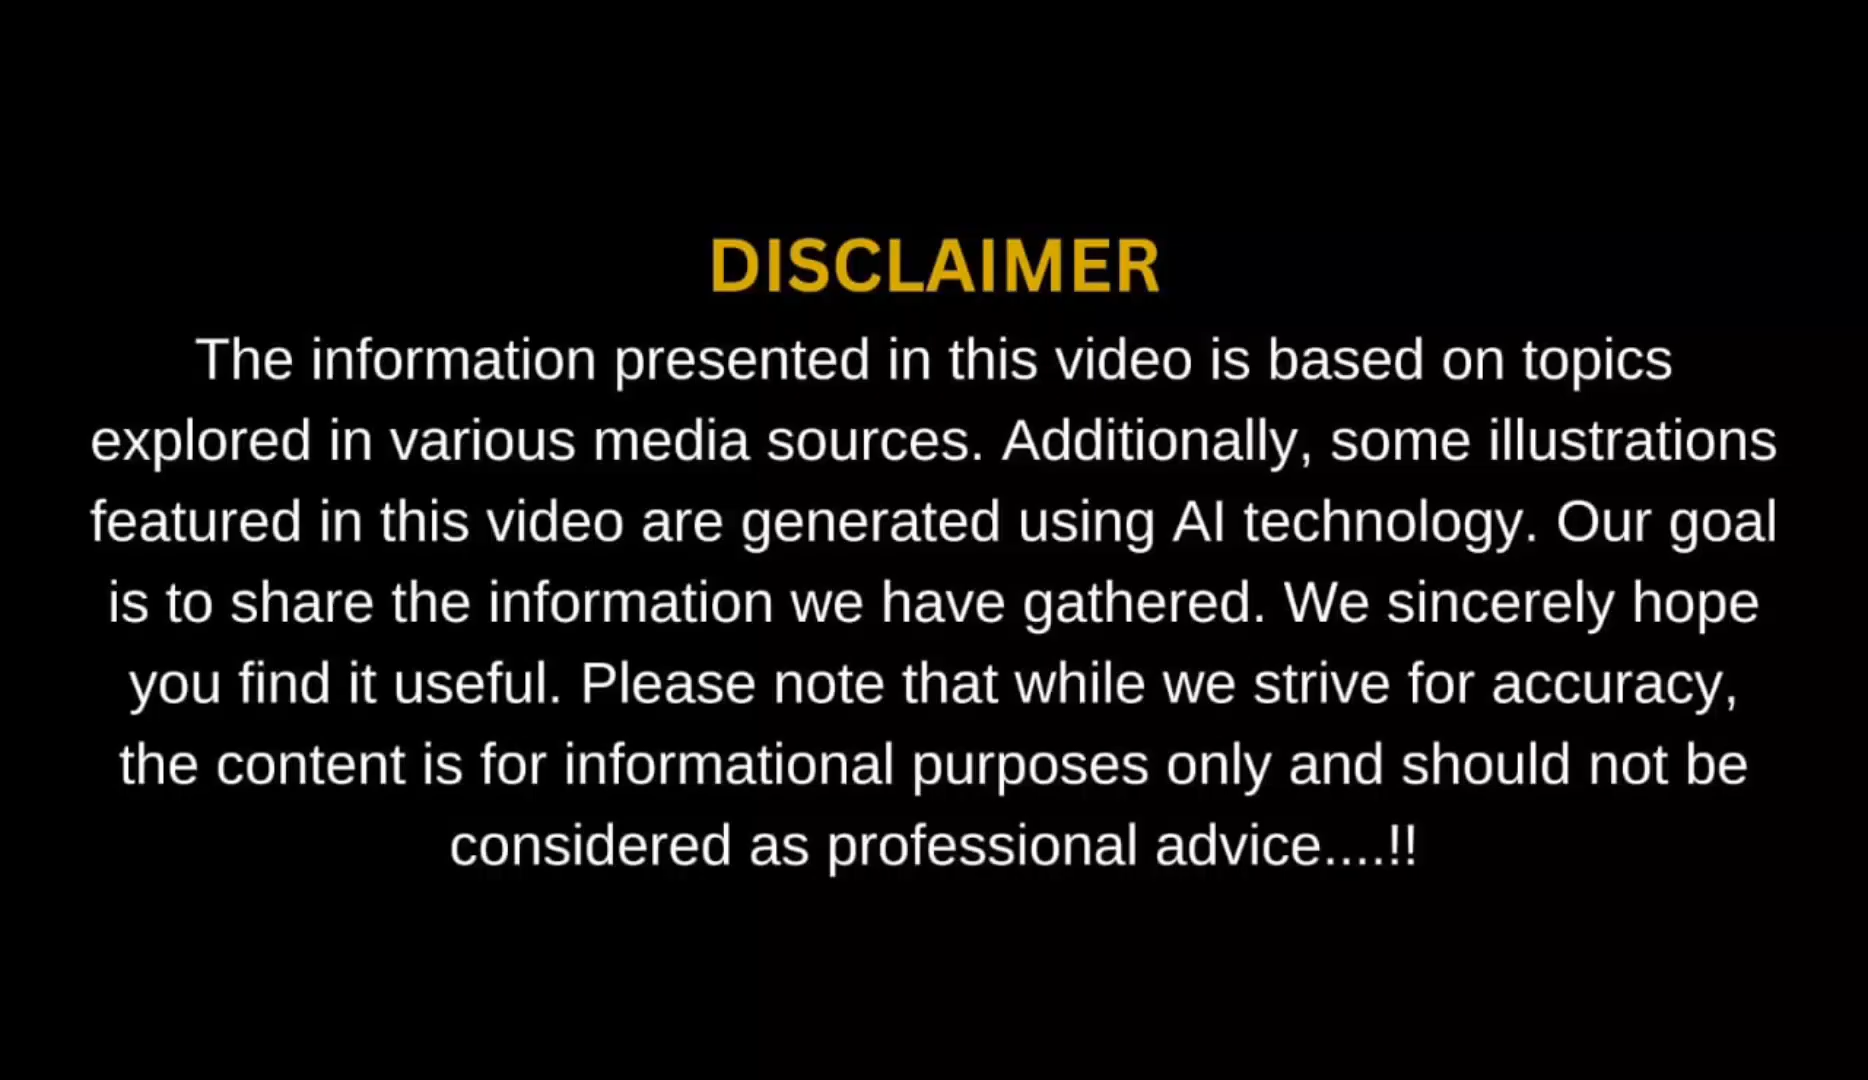 DISCLAIMER
The information presented in this video is based on topics
explored in various media sources. Additionally, some illustrations
featured in this video are generated using AI technology. Our goal
is to share the information we have gathered. We sincerely hope
you find it useful. Please note that while we strive for accuracy,
the content is for informational purposes only and should not be
considered as professional advice....!!